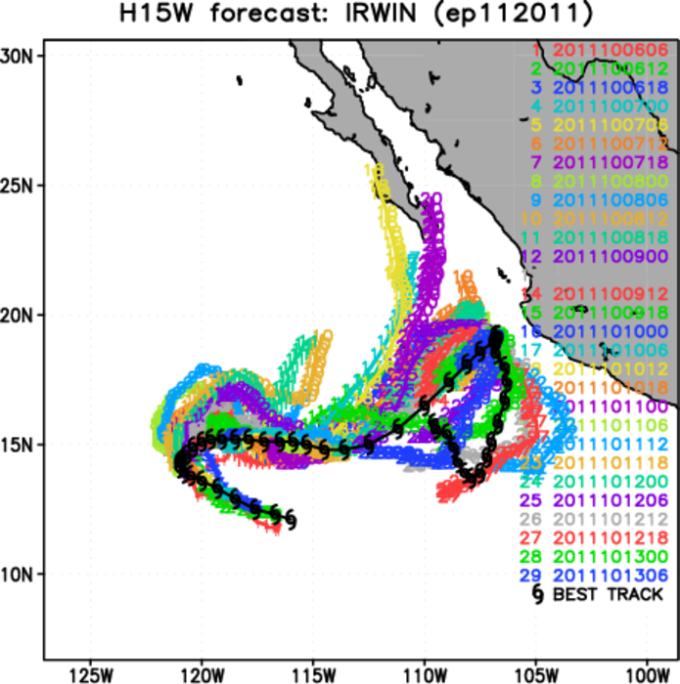 H15W forecast: IRWIN (ep112011)
30N
25N
20N
15N
10N
125W
120W
115W
110W
105W
100W
1 2011100606
2 2011100612
3 2011100618
4 2011100700
5 2011100706
6 2011100712
7 2011100718
8 2011100800
9 2011100806
10 2011100812
11 2011100818
12 2011100900
14 2011100912
15 2011100918
16 2011101000
17 2011101006
2011101012
2011101018
2011101100
2011101106
2011101112
23 2011101118
24 2011101200
25 2011101206
26 2011101212
27 2011101218
28 2011101300
29 2011101306
BEST TRACK